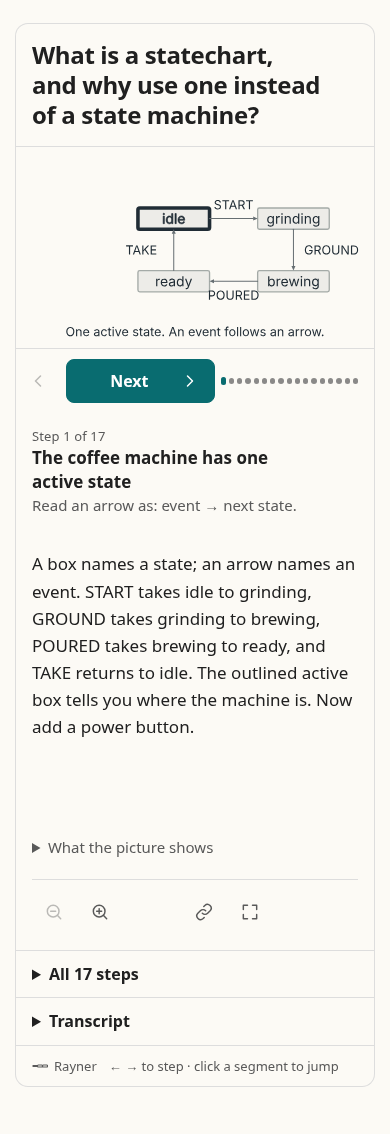 What is a statechart,
and why use one instead
of a state machine?
START
idle
grinding
TAKE
GROUND
ready
brewing
POURED
One active state. An event follows an arrow.
Next
Step 1 of 17
The coffee machine has one
active state
Read an arrow as: event → next state.
A box names a state; an arrow names an
event. START takes idle to grinding,
GROUND takes grinding to brewing,
POURED takes brewing to ready, and
TAKE returns to idle. The outlined active
box tells you where the machine is. Now
add a power button.
What the picture shows
All 17 steps
Transcript
Rayner ← → to step · click a segment to jump